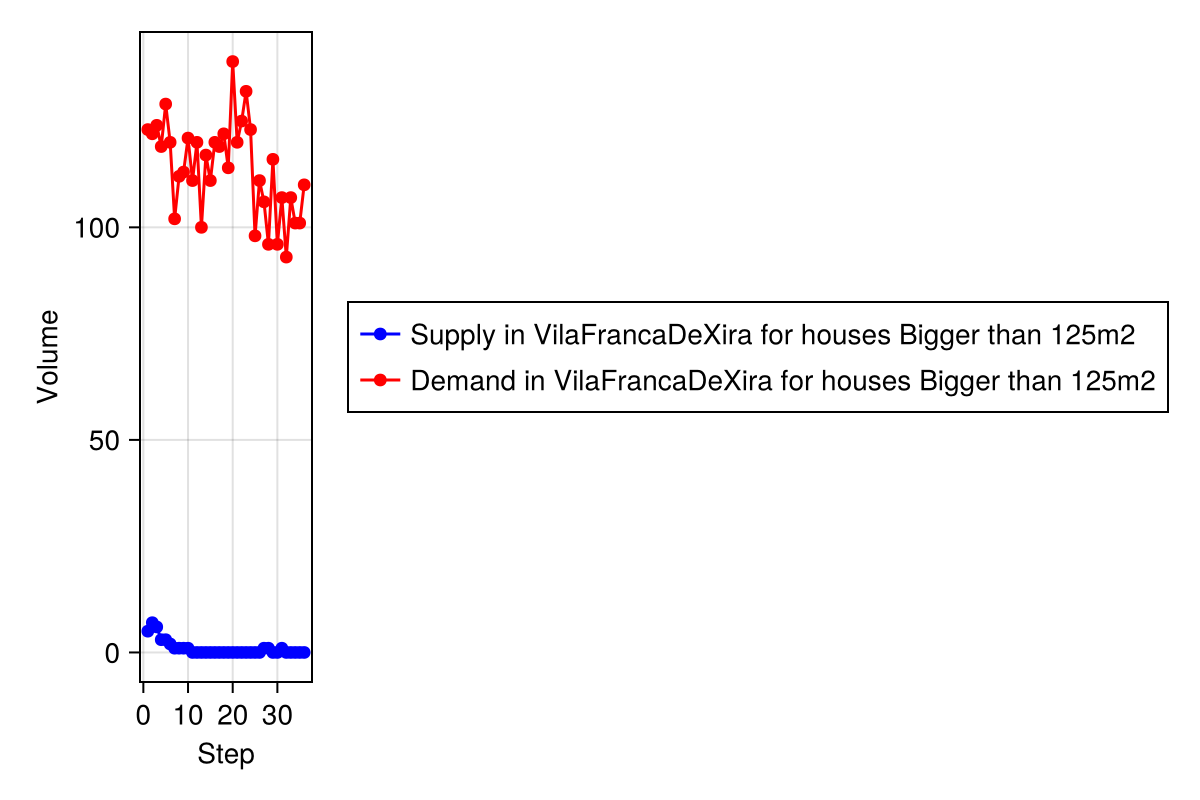 Volume
100
50
0
0 10 20 30
Step
Supply in VilaFrancaDeXira for houses Bigger than 125m2
Demand in VilaFrancaDeXira for houses Bigger than 125m2